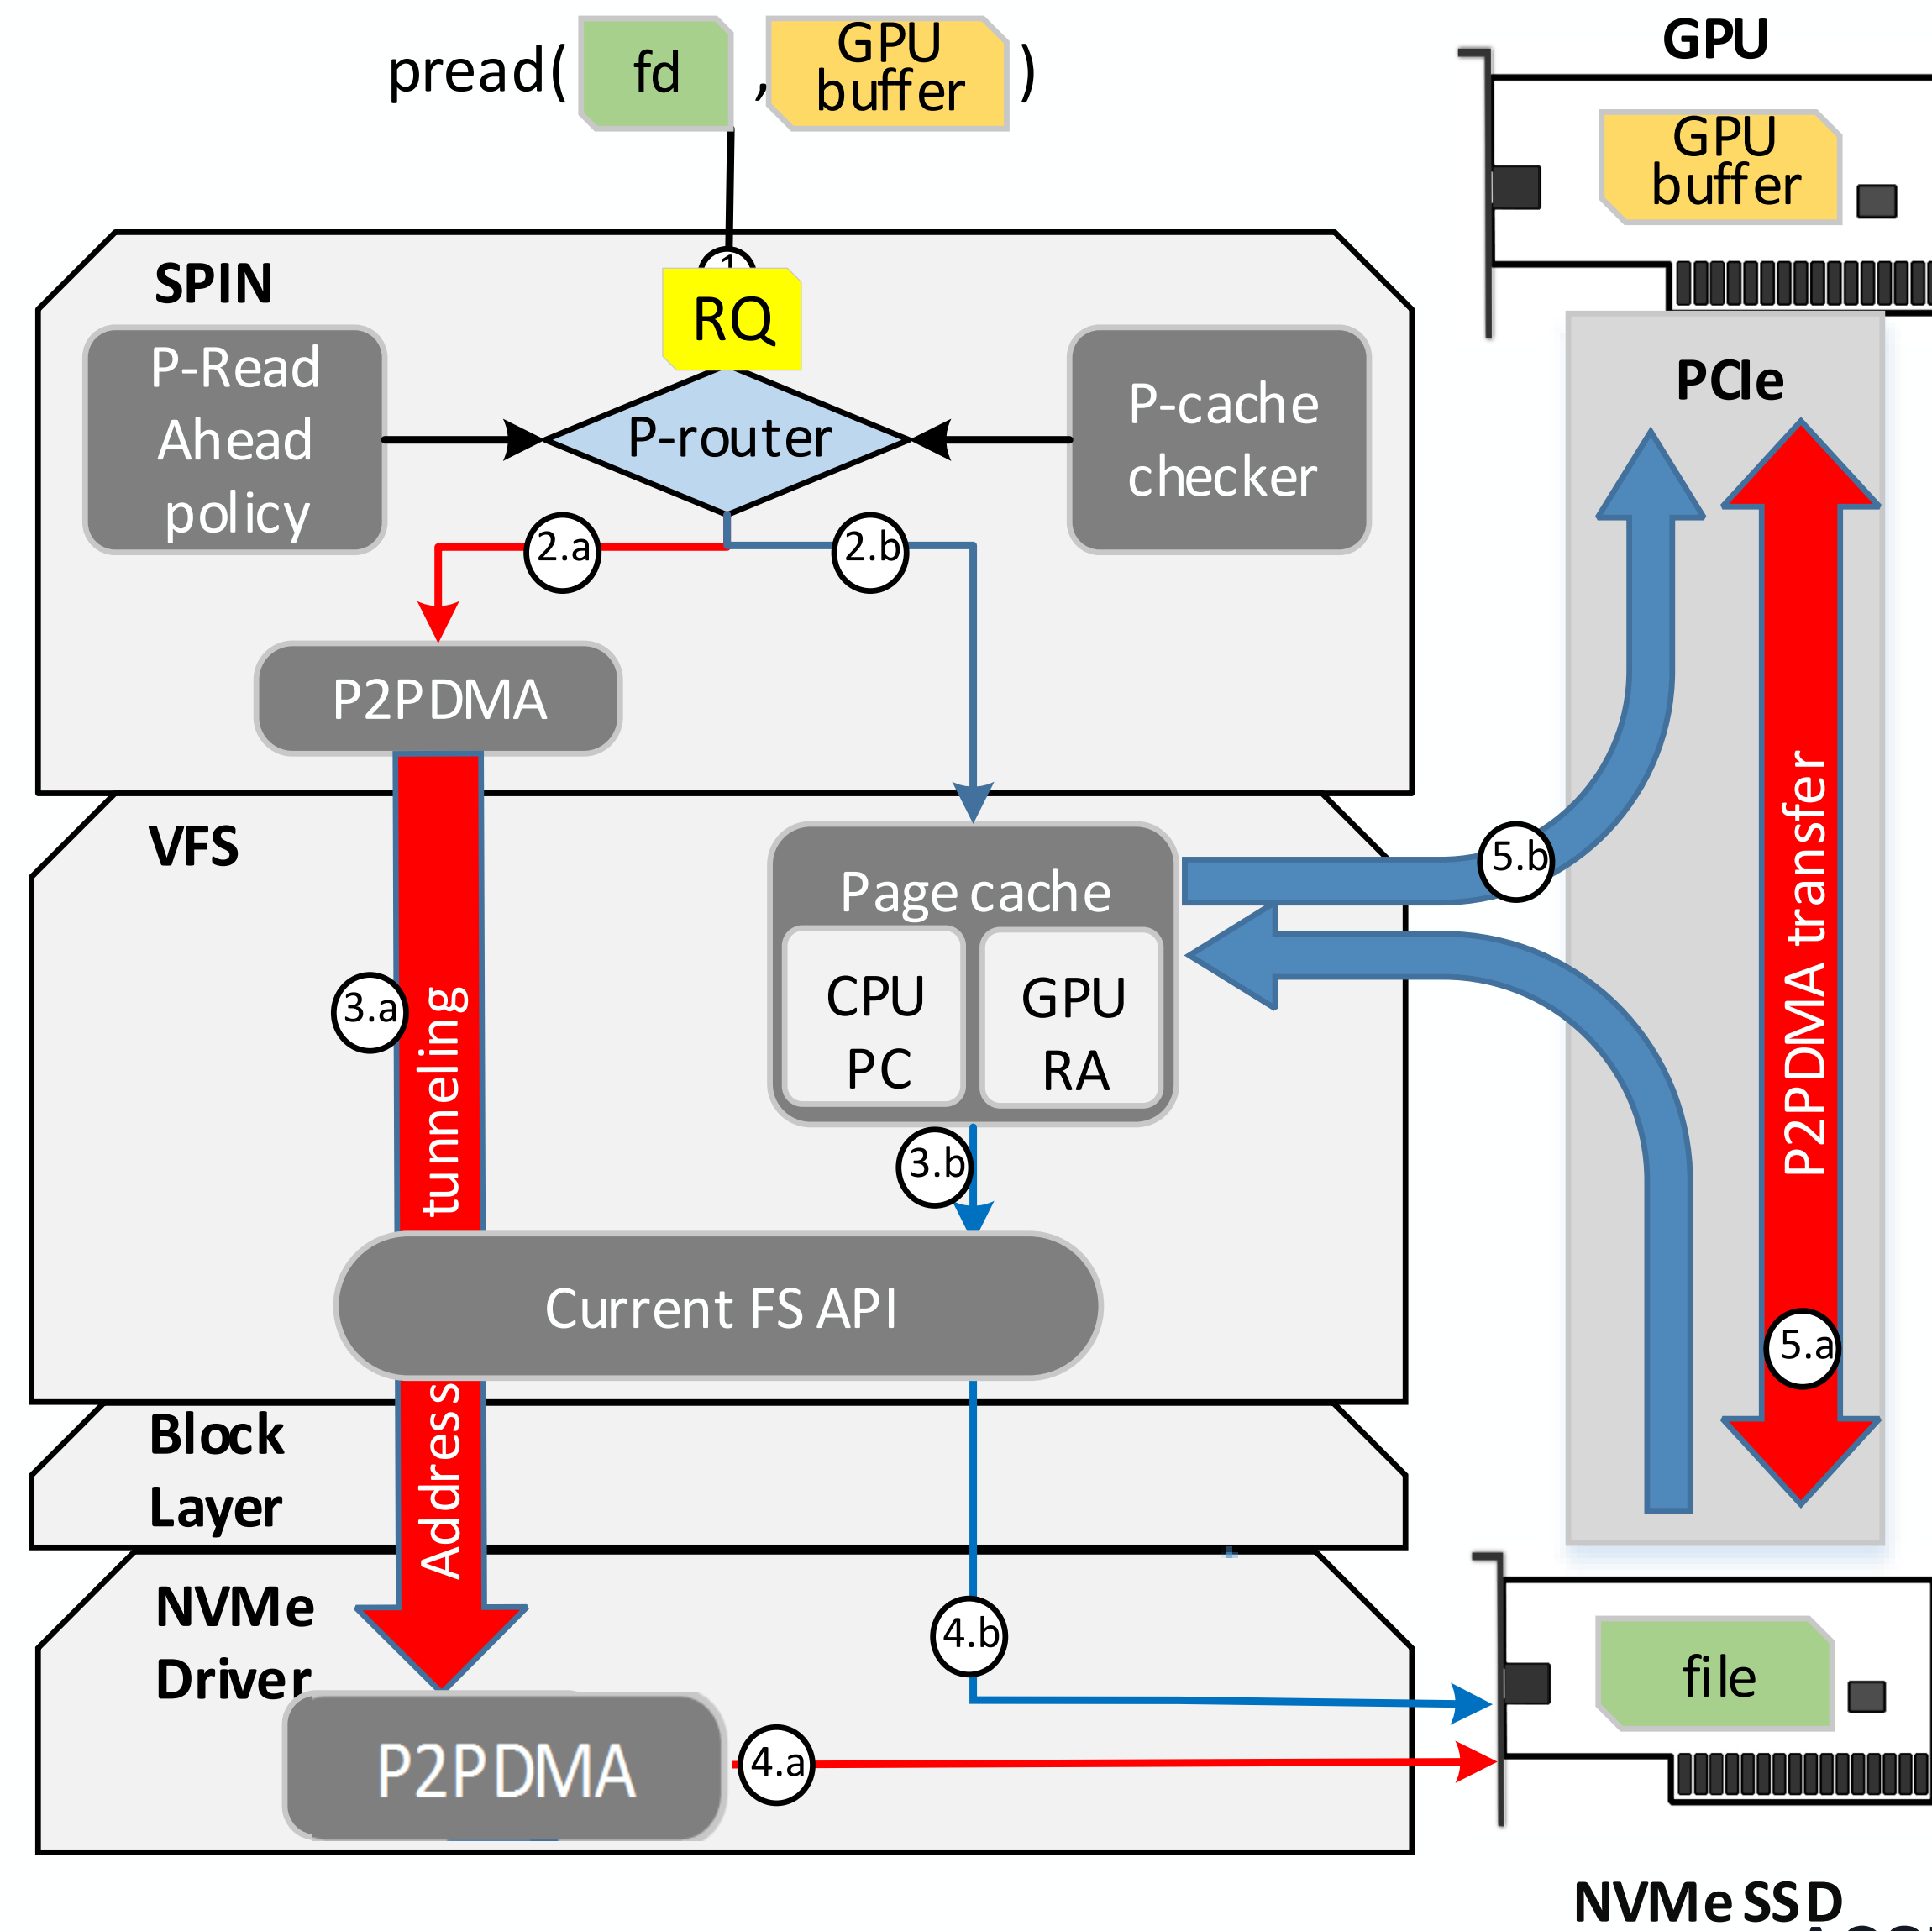 pread( fd , GPU buffer )
GPU
GPU
buffer
1
SPIN
RQ
P-Read
Ahead
policy
P-router
P-cache
checker
PCIe
2.a
2.b
P2PDMA
VFS
Page cache
CPU
PC
GPU
RA
5.b
P2PDMA transfer
3.a
tunneling
3.b
Current FS API
5.a
Address
Block
Layer
NVMe
Driver
4.b
file
P2PDMA
4.a
NVMe SSD